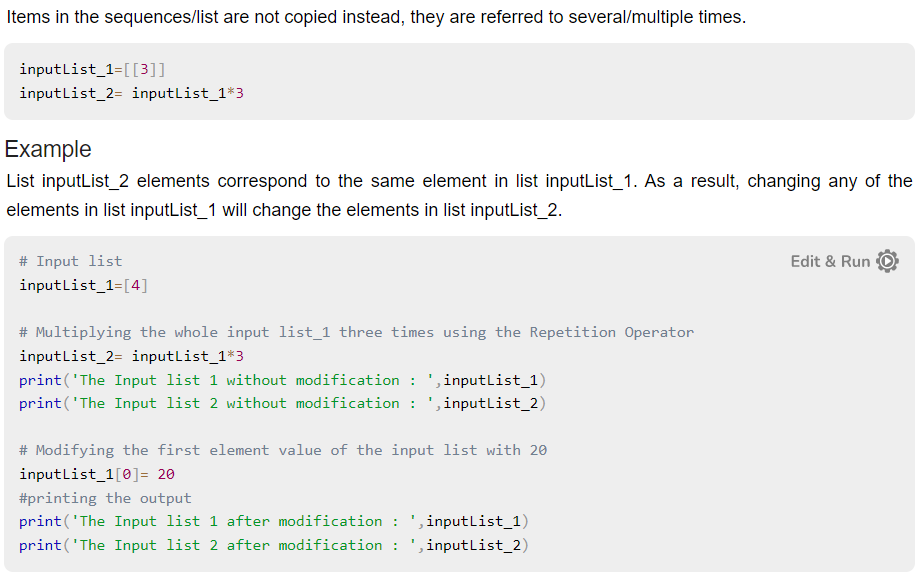 Items in the sequences/list are not copied instead, they are referred to several/multiple times.
inputList_1=[[3]]
inputList_2= inputList_1*3
Example
List inputList_2 elements correspond to the same element in list inputList_1. As a result, changing any of the
elements in list inputList_1 will change the elements in list inputList_2.
# Input list
Edit & Run
inputList_1=[4]
# Multiplying the whole input list_1 three times using the Repetition Operator
inputList_2= inputList_1*3
print('The Input list 1 without modification : ',inputList_1)
print('The Input list 2 without modification : ',inputList_2)
# Modifying the first element value of the input list with 20
inputList_1[0]= 20
#printing the output
print('The Input list 1 after modification : ',inputList_1)
print('The Input list 2 after modification : ',inputList_2)